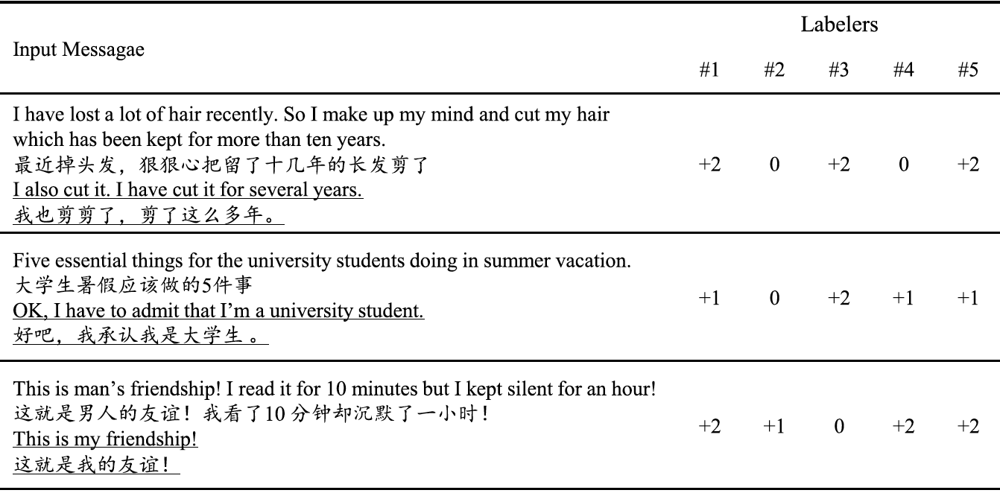 Labelers
Input Messagae
#1 #2 #3 #4 #5
I have lost a lot of hair recently. So I make up my mind and cut my hair
which has been kept for more than ten years.
最近掉头发，狠狠心把留了十几年的长发剪了
+2 0 +2 0 +2
I also cut it. I have cut it for several years.
我也剪剪了，剪了这么多年。
Five essential things for the university students doing in summer vacation.
大学生暑假应该做的5件事
+1 0 +2 +1 +1
OK, I have to admit that I’m a university student.
好吧，我承认我是大学生 。
This is man’s friendship! I read it for 10 minutes but I kept silent for an hour!
这就是男人的友谊！我看了10 分钟却沉默了一小时！
+2 +1 0 +2 +2
This is my friendship!
这就是我的友谊！